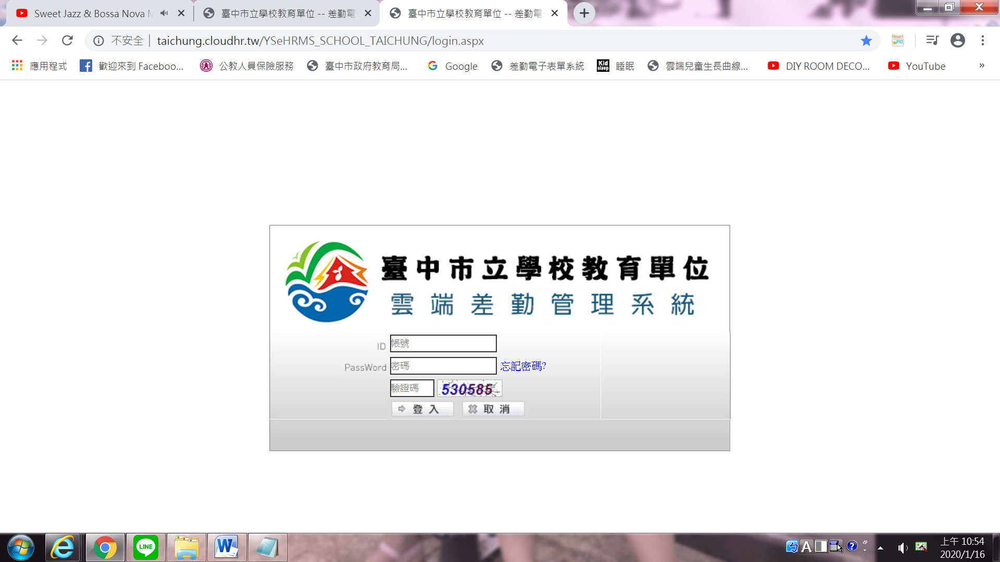 Sweet Jazz & Bossa Nova M
臺中市立學校教育單位 -- 差勤電
臺中市立學校教育單位 -- 差勤電
不安全 | taichung.cloudhr.tw/YSeHRMS_SCHOOL_TAICHUNG/login.aspx
Smart
ePKI
應用程式
歡迎來到 Faceboo...
公教人員保險服務
臺中市政府教育局...
Google
差勤電子表單系統
Kid
sleep
睡眠
雲端兒童生長曲線...
DIY ROOM DECO...
YouTube
»
臺中市立學校教育單位
雲端差勤管理系統
ID 帳號
PassWord 密碼 忘記密碼?
驗證碼 530585
登入 取消
LINE
W
A
上午 10:54
2020/1/16